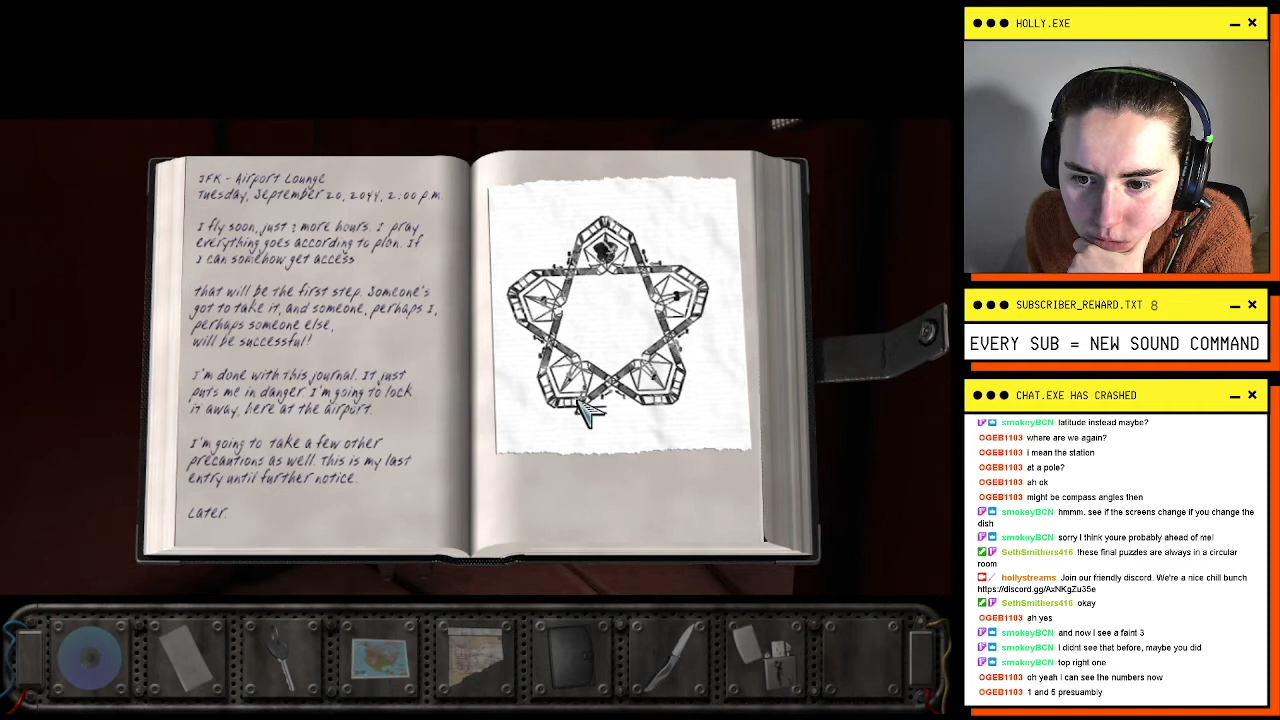 JFK - Airport Lounge
Tuesday, September 20, 2044, 2:00 p.m.
I fly soon, just 2 more hours. I pray
everything goes according to plan. If
I can somehow get access
that will be the first step. Someone's
got to take it, and someone, perhaps I,
perhaps someone else,
will be successful!
I'm done with this journal. It just
puts me in danger. I'm going to lock
it away, here at the airport.
I'm going to take a few other
precautions as well. This is my last
entry until further notice.
Later.
HOLLY.EXE
SUBSCRIBER_REWARD.TXT 8
EVERY SUB = NEW SOUND COMMAND
CHAT.EXE HAS CRASHED
smokeyBCN: latitude instead maybe?
OGEB1103: where are we again?
OGEB1103: i mean the station
OGEB1103: at a pole?
OGEB1103: ah ok
OGEB1103: might be compass angles then
smokeyBCN: hmmm. see if the screens change if you change the
dish
smokeyBCN: sorry I think youre probably ahead of me!
SethSmithers416: these final puzzles are always in a circular
room
hollystreams: Join our friendly discord. We're a nice chill bunch
https://discord.gg/AxNKgZu35e
SethSmithers416: okay
OGEB1103: ah yes
smokeyBCN: and now I see a faint 3
smokeyBCN: I didnt see that before, maybe you did
smokeyBCN: top right one
OGEB1103: oh yeah i can see the numbers now
OGEB1103: 1 and 5 presuambly